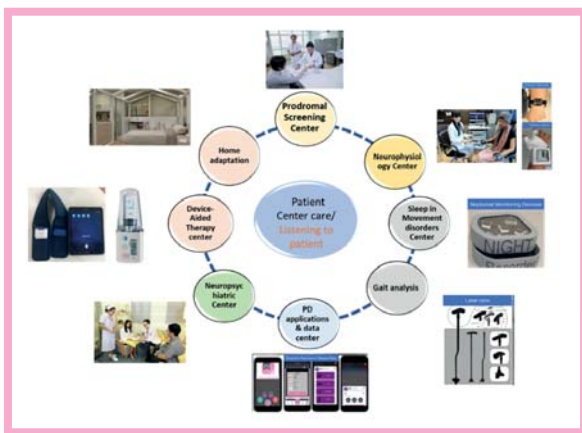 Prodromal
Screening
Center
Home
adaptation
Neurophysiol
ogy Center
Patient
Center care/
Listening to
patient
Device-
Aided
Therapy
center
Sleep in
Movement
disorders
Center
NIGHT
Neuropsyc
hiatric
Center
Gait analysis
PD
applications
& data
center